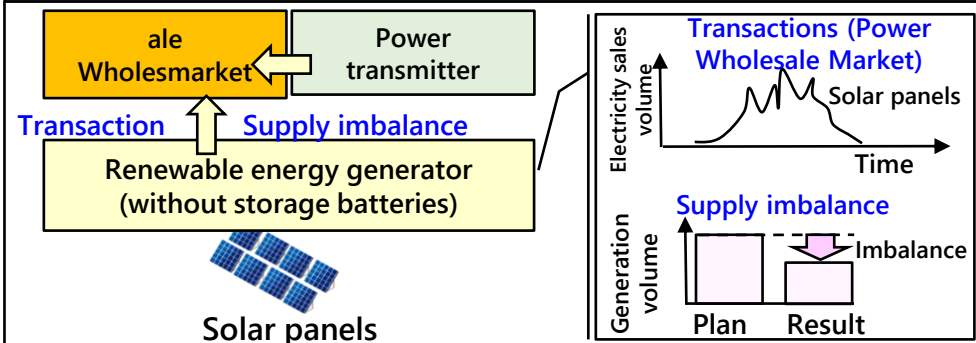 ale
Wholesmarket
Power
transmitter
Transaction
Supply imbalance
Renewable energy generator
(without storage batteries)
Solar panels
Transactions (Power
Wholesale Market)
Electricity sales
volume
Solar panels
Time
Supply imbalance
Generation
volume
Imbalance
Plan
Result